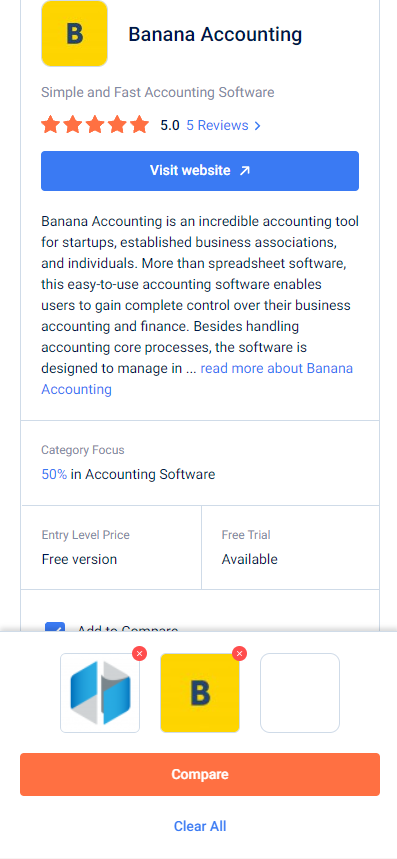 B
Banana Accounting
Simple and Fast Accounting Software
5.0 5 Reviews
Visit website
Banana Accounting is an incredible accounting tool
for startups, established business associations,
and individuals. More than spreadsheet software,
this easy-to-use accounting software enables
users to gain complete control over their business
accounting and finance. Besides handling
accounting core processes, the software is
designed to manage in ... read more about Banana
Accounting
Category Focus
50% in Accounting Software
Entry Level Price
Free Trial
Free version
Available
Add to Compare
B
Compare
Clear All